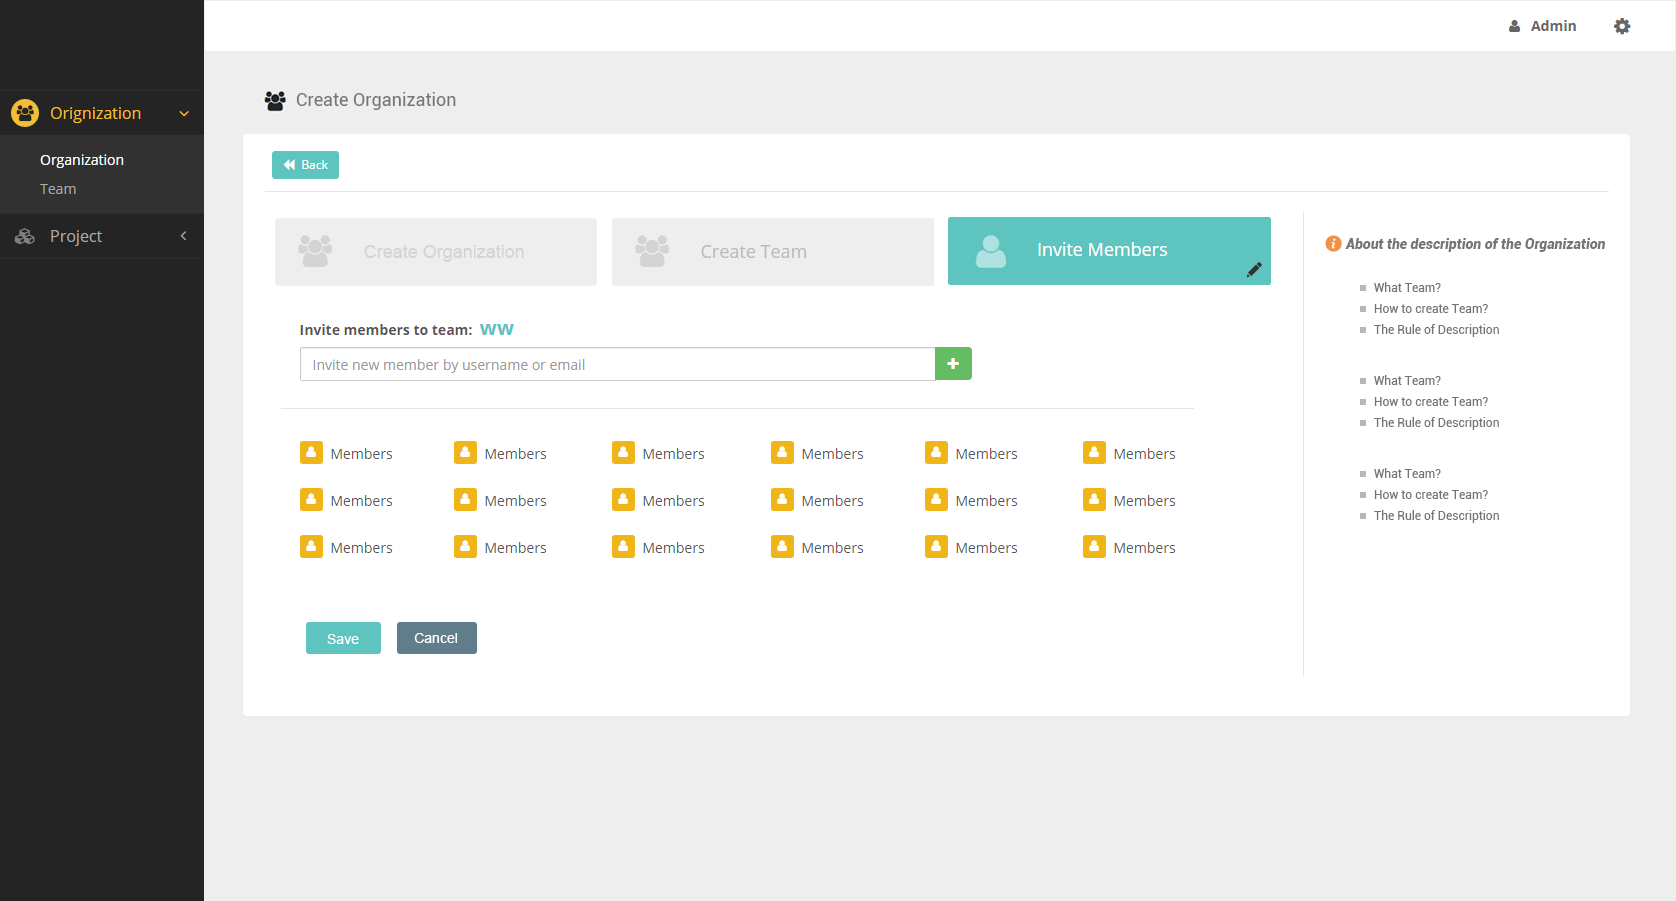 Admin
Orignization
Organization
Team
Project
Create Organization
Back
Create Organization
Create Team
Invite Members
Invite members to team: WW
Invite new member by username or email
Members Members Members Members Members Members
Members Members Members Members Members Members
Members Members Members Members Members Members
Save Cancel
About the description of the Organization
What Team?
How to create Team?
The Rule of Description
What Team?
How to create Team?
The Rule of Description
What Team?
How to create Team?
The Rule of Description